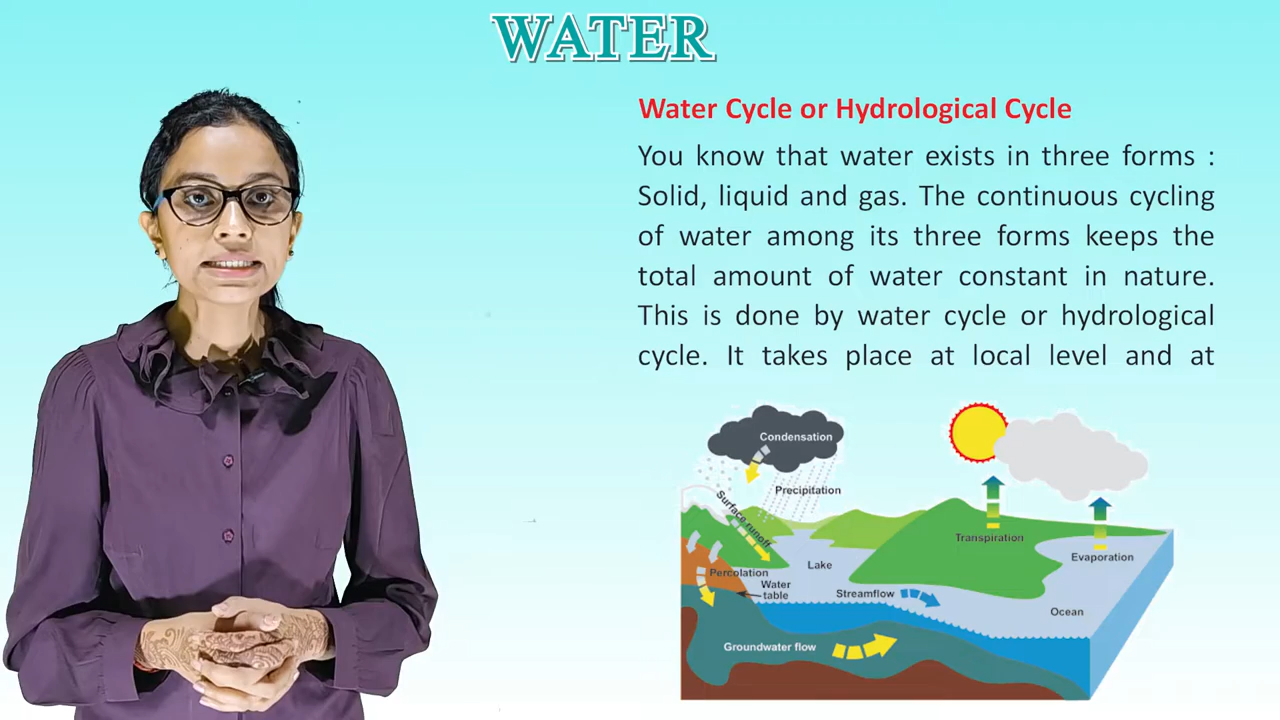 WATER
Water Cycle or Hydrological Cycle
You know that water exists in three forms :
Solid, liquid and gas. The continuous cycling
of water among its three forms keeps the
total amount of water constant in nature.
This is done by water cycle or hydrological
cycle. It takes place at local level and at
Condensation
Precipitation
Surface runoff
Transpiration
Evaporation
Percolation
Lake
Water
table
Streamflow
Ocean
Groundwater flow